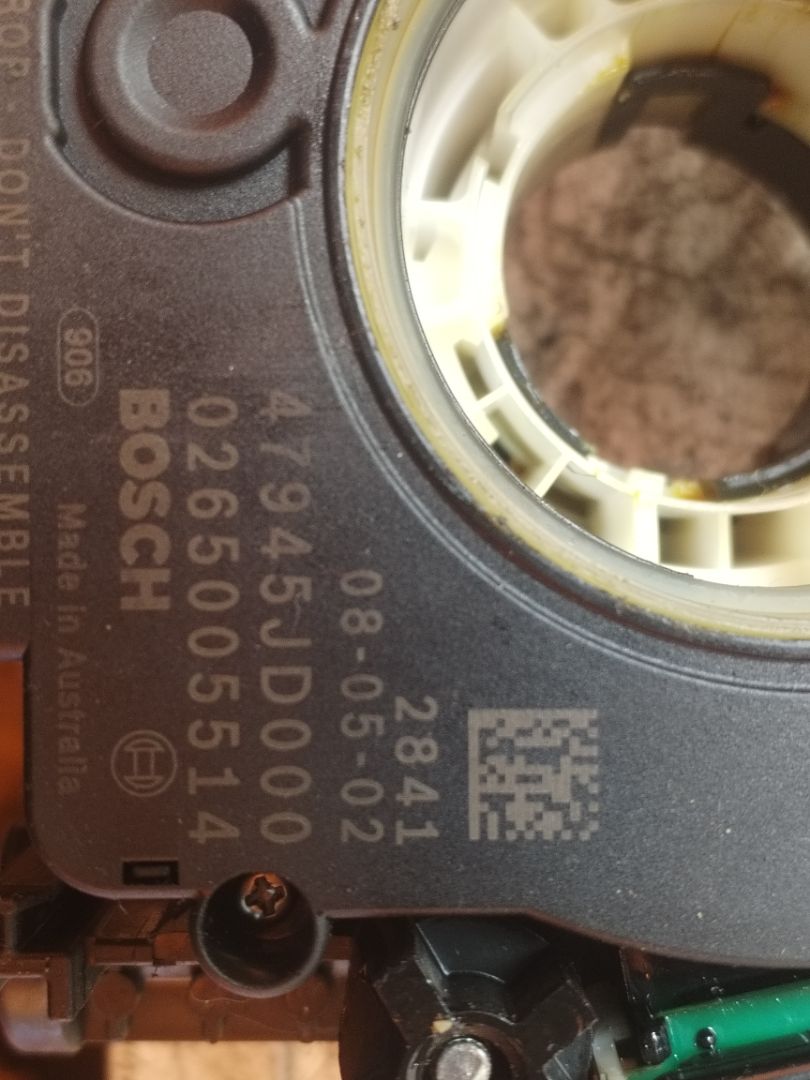 2841
08-05-02
47945JD000
0265005514
BOSCH
906 Made in Australia
DON'T DISASSEMBLE